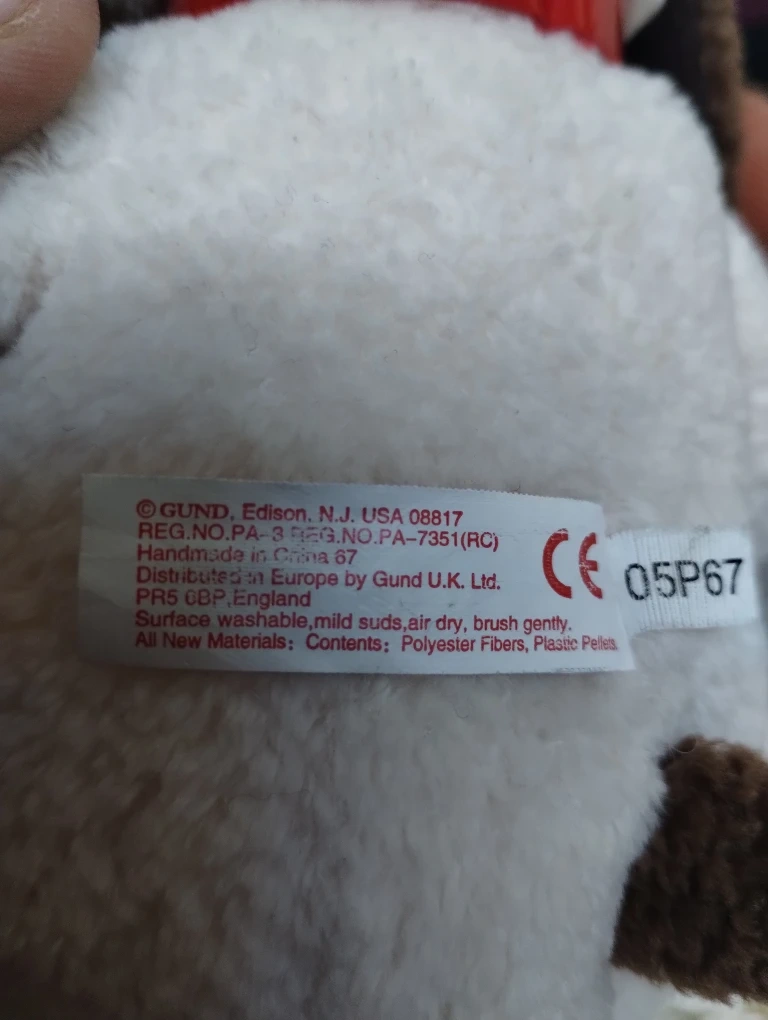 © GUND, Edison, N.J. USA 08817
REG.NO.PA-3 REG.NO.PA-7351(RC)
Handmade in China 67
Distributed in Europe by Gund U.K. Ltd.
PR5 6BP,England
Surface washable,mild suds,air dry, brush gently.
All New Materials: Contents: Polyester Fibers, Plastic Pellets.
CE
05P67